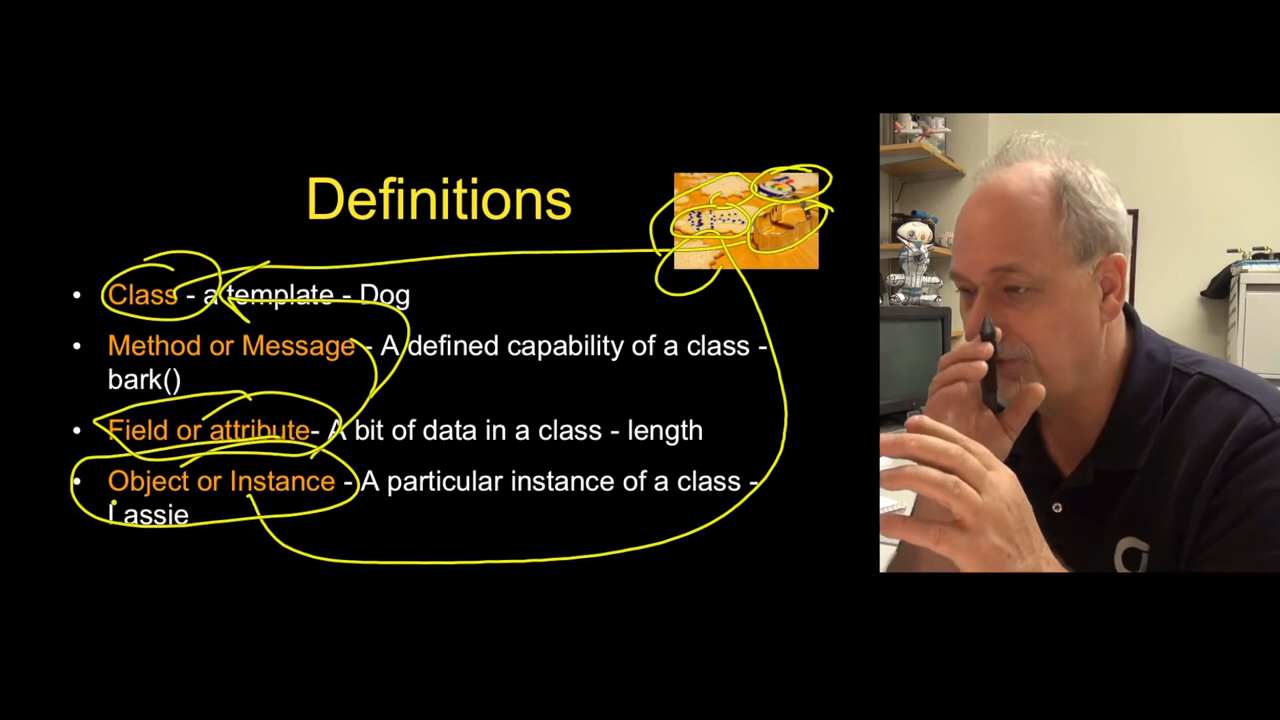 Definitions
• Class - a template - Dog
• Method or Message - A defined capability of a class -
bark()
• Field or attribute- A bit of data in a class - length
• Object or Instance - A particular instance of a class -
Lassie